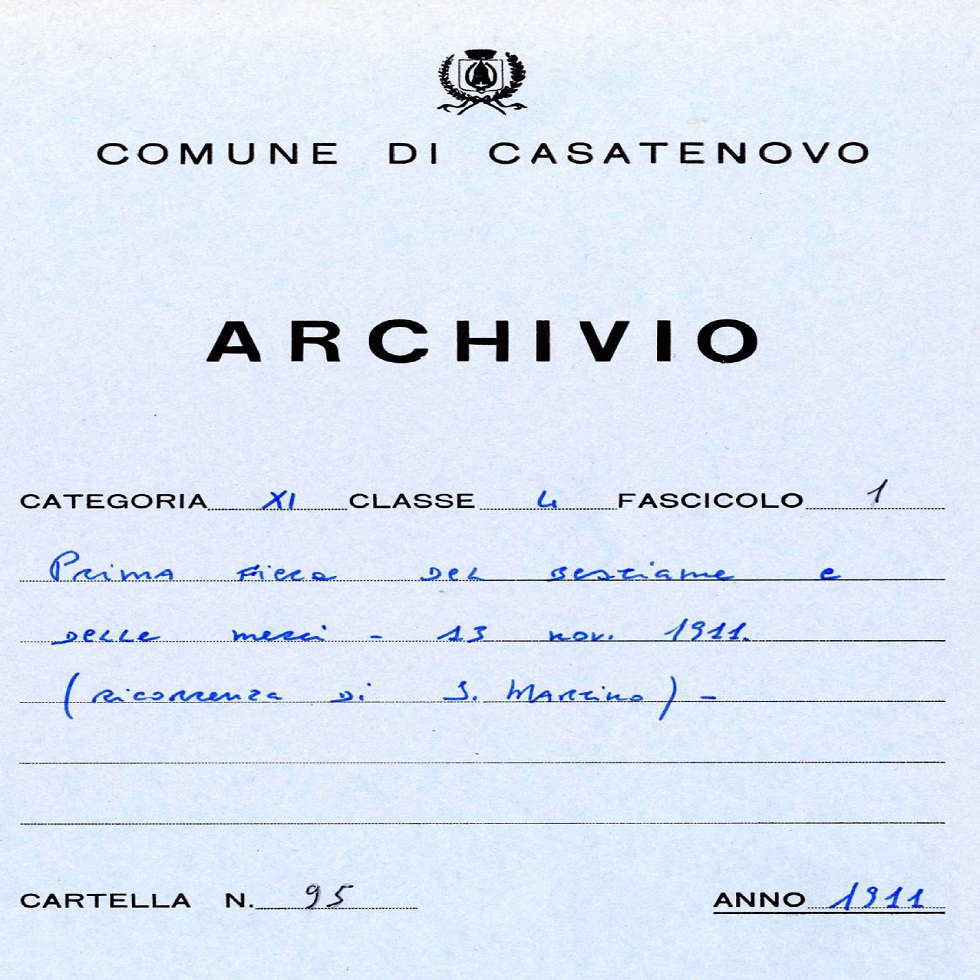 COMUNE DI CASATENOVO
ARCHIVIO
CATEGORIA XI CLASSE 4 FASCICOLO 1
Prima Fiera del bestiame e
delle merci - 13 nov. 1911.
(ricorrenza di S. Martino) -
CARTELLA N. 95 ANNO 1911